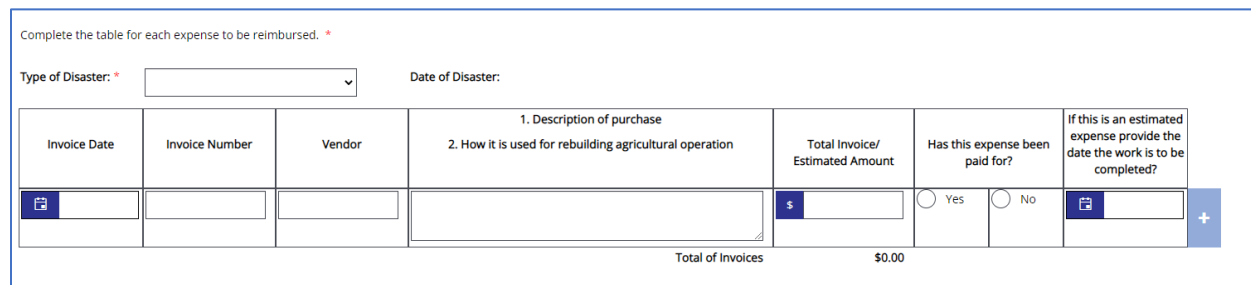 Complete the table for each expense to be reimbursed. *
Type of Disaster: *
Date of Disaster:
Invoice Date
Invoice Number
Vendor
1. Description of purchase
2. How it is used for rebuilding agricultural operation
Total Invoice/
Estimated Amount
Has this expense been
paid for?
If this is an estimated
expense provide the
date the work is to be
completed?
$
Yes
No
+
Total of Invoices
$0.00